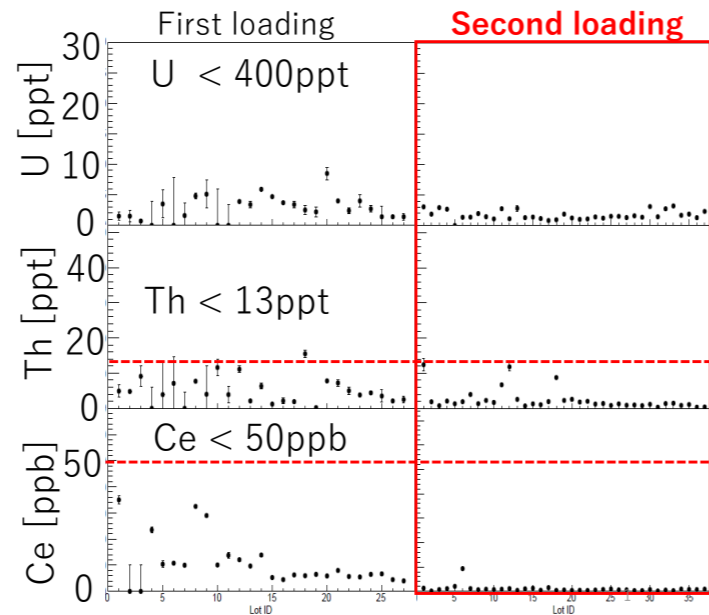 First loading
Second loading
U [ppt]
30
20
10
0
U < 400ppt
Th [ppt]
40
20
0
Th < 13ppt
Ce [ppb]
50
0
Ce < 50ppb
0 5 10 15 20 25
Lot ID
5 10 15 20 25 30 35
Lot ID